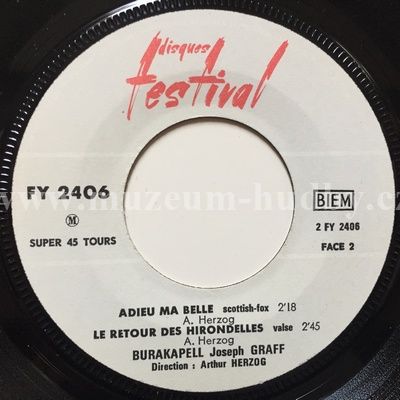 disques
festival
FY 2406
M
SUPER 45 TOURS
BIEM
2 FY 2406
FACE 2
www.muzeum-hudby.cz
ADIEU MA BELLE scottish-fox 2'18
A. Herzog
LE RETOUR DES HIRONDELLES valse 2'45
A. Herzog
BURAKAPELL Joseph GRAFF
Direction : Arthur HERZOG